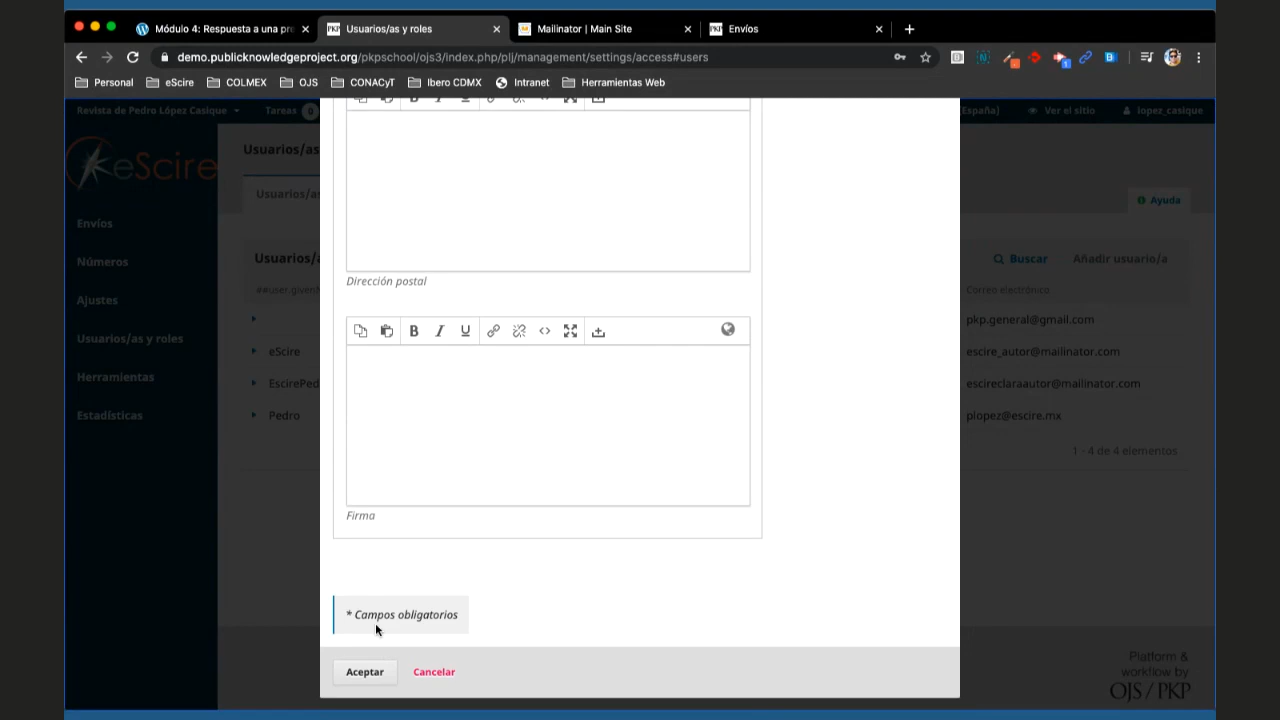 Módulo 4: Respuesta a una pr
Usuarios/as y roles
Mailinator | Main Site
Envíos
demo.publicknowledgeproject.org/pkpschool/ojs3/index.php/plj/management/settings/access#users
Personal
eScire
COLMEX
OJS
CONACyT
Ibero CDMX
Intranet
Herramientas Web
Revista de Pedro López Casique
Tareas 0
(España)
Ver el sitio
lopez_casique
eScire
Usuarios/as
Usuarios/as
Ayuda
Envíos
Números
Ajustes
Usuarios/as y roles
Herramientas
Estadísticas
Usuarios/a
Buscar
Añadir usuario/a
##user.givenN
Correo electrónico
pkp.general@gmail.com
eScire
escire_autor@mailinator.com
EscirePed
escireclaraautor@mailinator.com
Pedro
plopez@escire.mx
1 - 4 de 4 elementos
Dirección postal
B I U
Firma
* Campos obligatorios
Aceptar
Cancelar
Platform &
workflow by
OJS / PKP